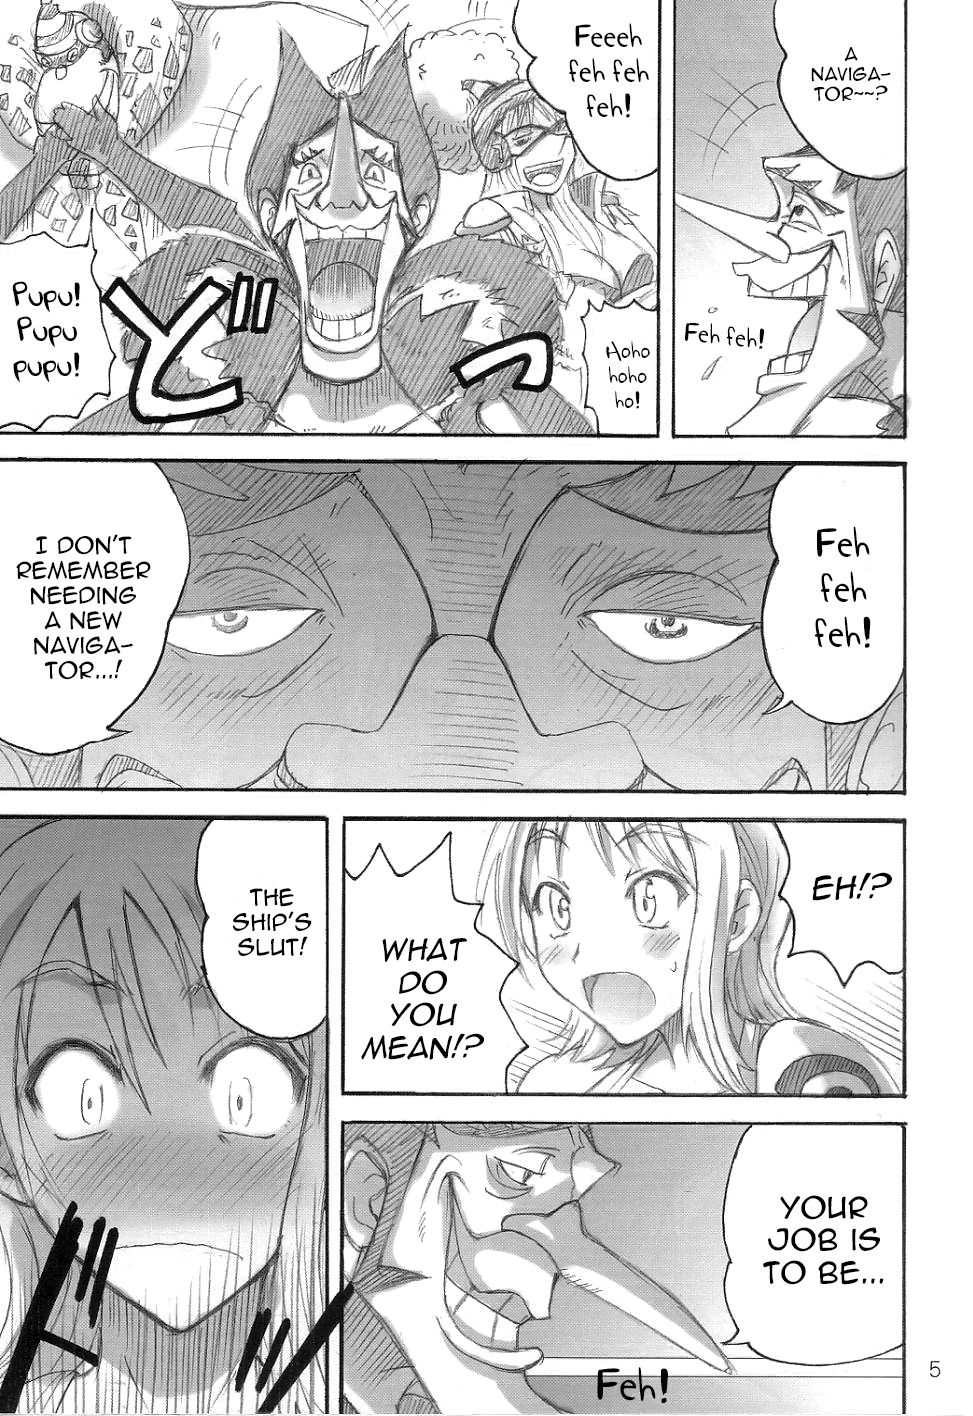 A
NAVIGA-
TOR~~?
Feh feh!
Feeeh
feh feh
feh!
Hoho
hoho
ho!
どﾞっ
Pupu!
Pupu
pupu!
Feh
feh
feh!
I DON'T
REMEMBER
NEEDING
A NEW
NAVIGA-
TOR...!
EH!?
WHAT
DO
YOU
MEAN!?
YOUR
JOB IS
TO BE...
Feh!
THE
SHIP'S
SLUT!
5